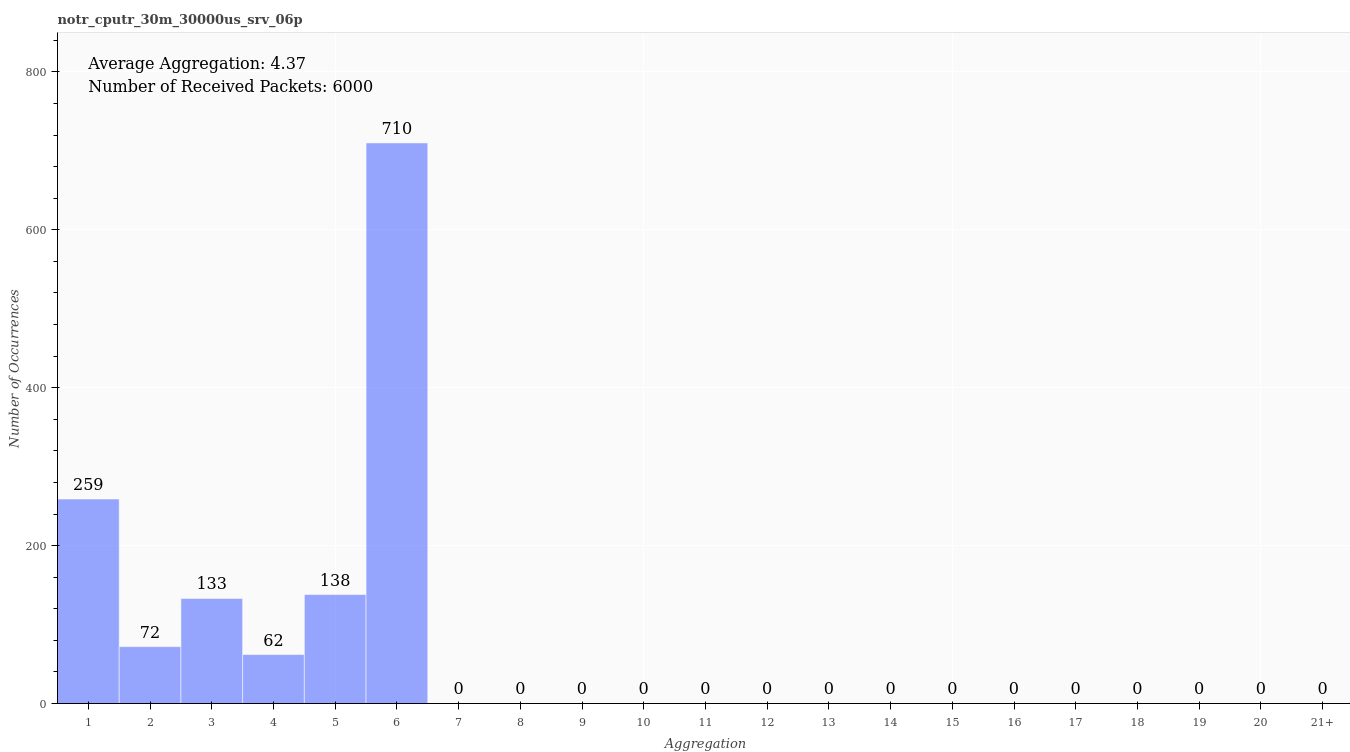 notr_cputr_30m_30000us_srv_06p
Average Aggregation: 4.37
Number of Received Packets: 6000
800
600
400
200
0
Number of Occurrences
259
72
133
62
138
710
0 0 0 0 0 0 0 0 0 0 0 0 0 0 0
1 2 3 4 5 6 7 8 9 10 11 12 13 14 15 16 17 18 19 20 21+
Aggregation